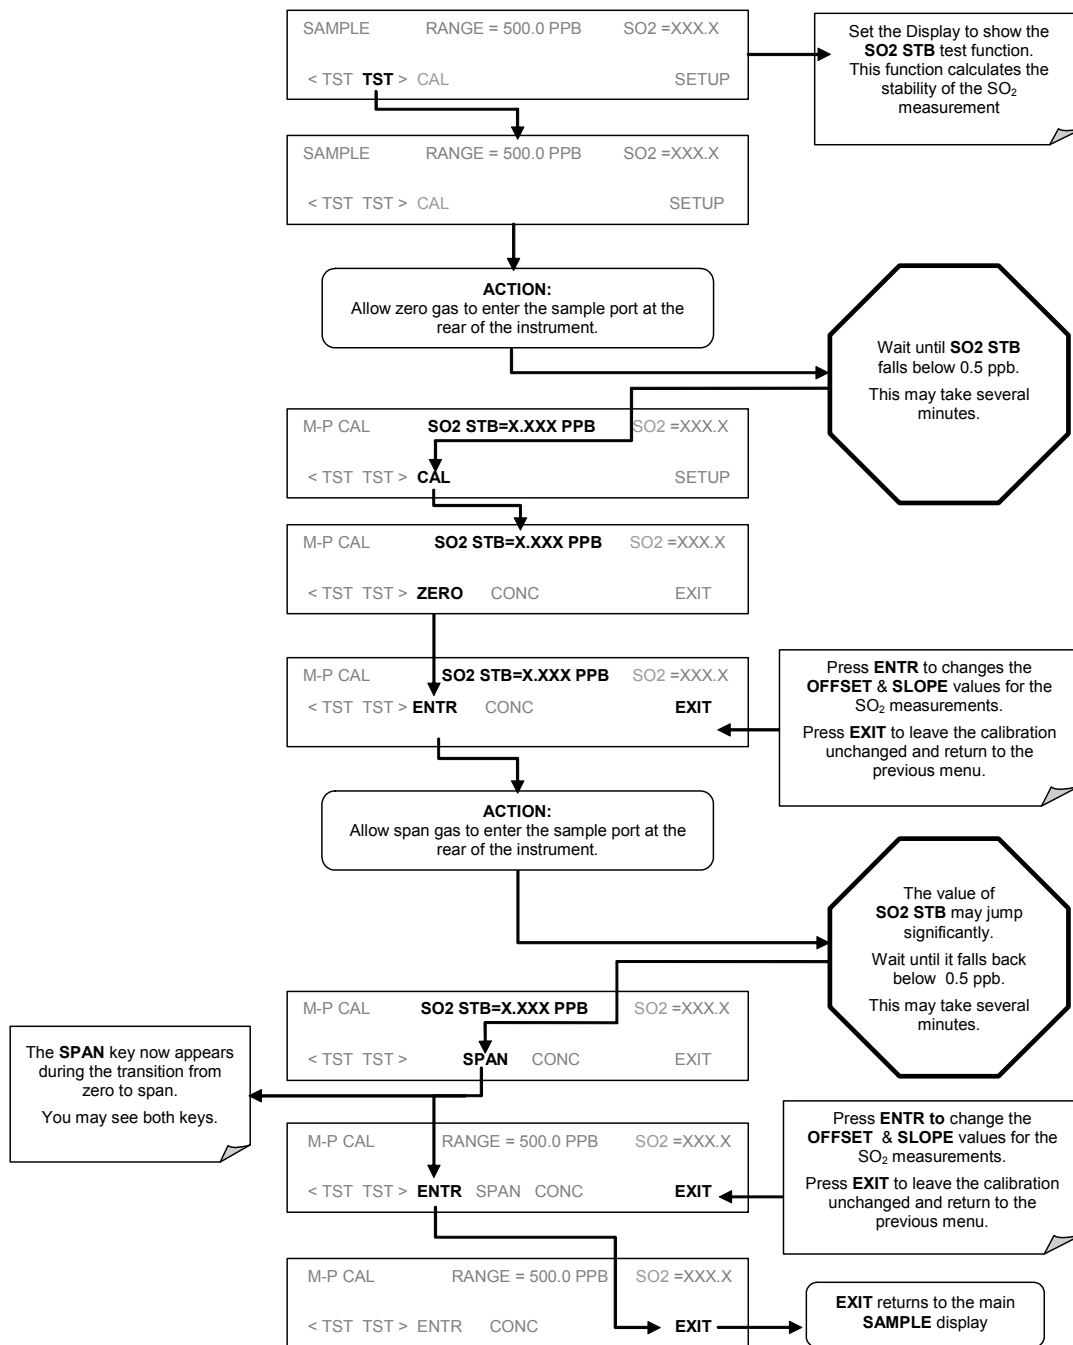 SAMPLE RANGE = 500.0 PPB SO2 =XXX.X
< TST TST > CAL SETUP
Set the Display to show the
SO2 STB test function.
This function calculates the
stability of the SO2
measurement
SAMPLE RANGE = 500.0 PPB SO2 =XXX.X
< TST TST > CAL SETUP
ACTION:
Allow zero gas to enter the sample port at the
rear of the instrument.
Wait until SO2 STB
falls below 0.5 ppb.
This may take several
minutes.
M-P CAL SO2 STB=X.XXX PPB SO2 =XXX.X
< TST TST > CAL SETUP
M-P CAL SO2 STB=X.XXX PPB SO2 =XXX.X
< TST TST > ZERO CONC EXIT
M-P CAL SO2 STB=X.XXX PPB SO2 =XXX.X
< TST TST > ENTR CONC EXIT
Press ENTR to changes the
OFFSET & SLOPE values for the
SO2 measurements.
Press EXIT to leave the calibration
unchanged and return to the
previous menu.
ACTION:
Allow span gas to enter the sample port at the
rear of the instrument.
The value of
SO2 STB may jump
significantly.
Wait until it falls back
below 0.5 ppb.
This may take several
minutes.
M-P CAL SO2 STB=X.XXX PPB SO2 =XXX.X
< TST TST > SPAN CONC EXIT
The SPAN key now appears
during the transition from
zero to span.
You may see both keys.
M-P CAL RANGE = 500.0 PPB SO2 =XXX.X
< TST TST > ENTR SPAN CONC EXIT
Press ENTR to change the
OFFSET & SLOPE values for the
SO2 measurements.
Press EXIT to leave the calibration
unchanged and return to the
previous menu.
M-P CAL RANGE = 500.0 PPB SO2 =XXX.X
< TST TST > ENTR CONC EXIT
EXIT returns to the main
SAMPLE display